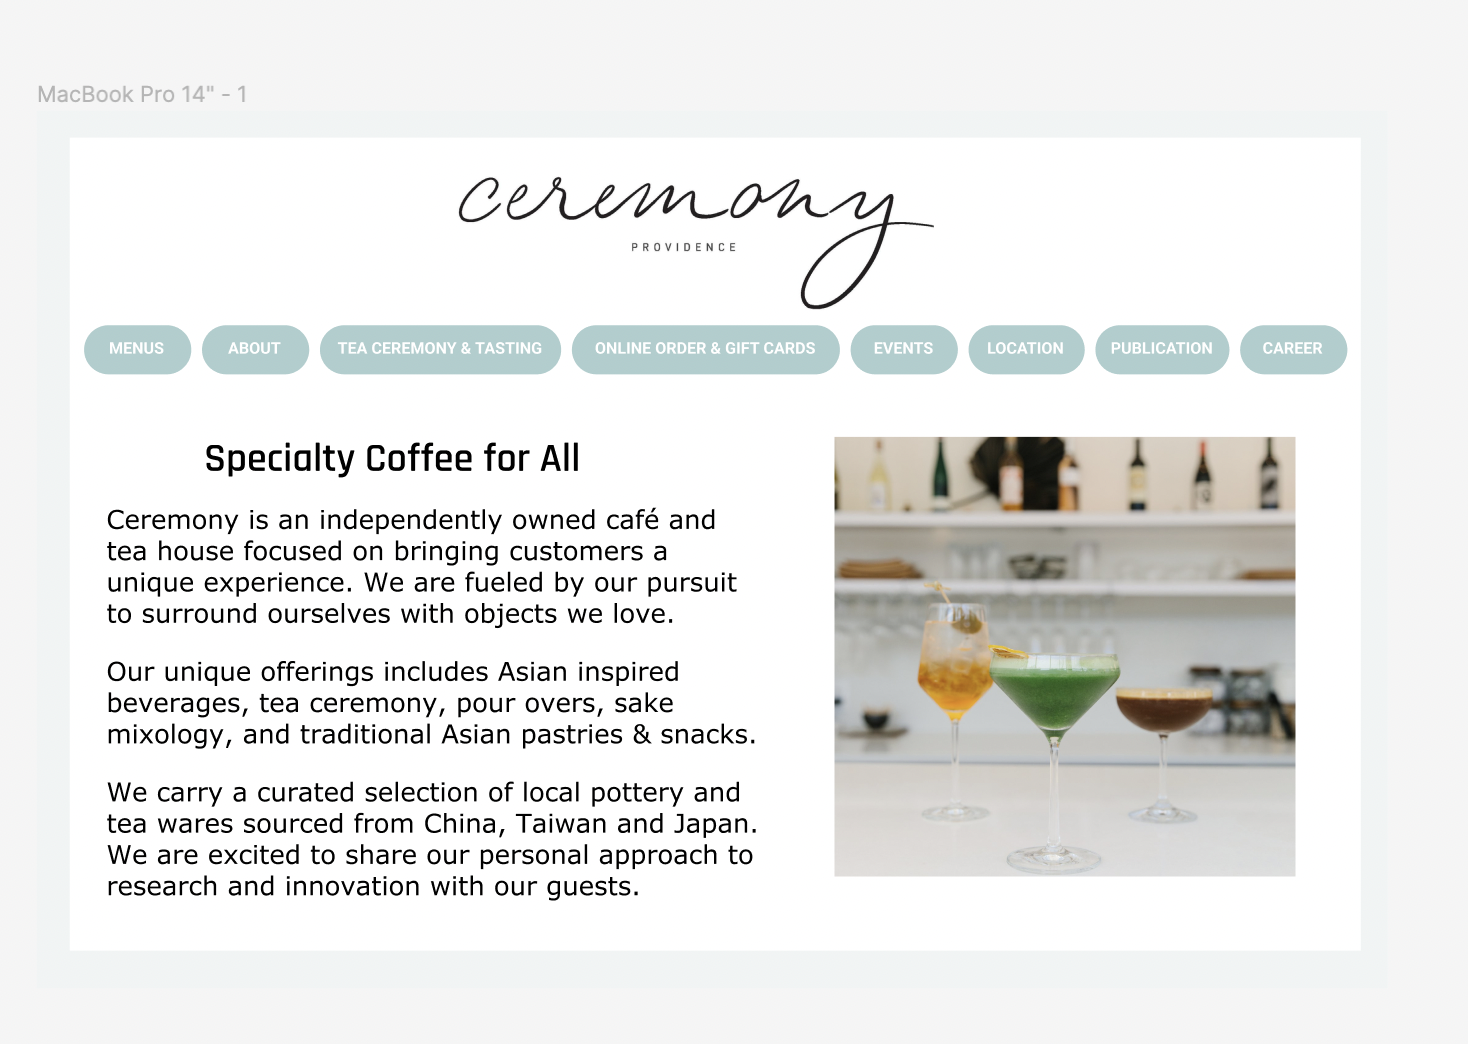 MacBook Pro 14" - 1
ceremony
PROVIDENCE
MENUS
ABOUT
TEA CEREMONY & TASTING
ONLINE ORDER & GIFT CARDS
EVENTS
LOCATION
PUBLICATION
CAREER
Specialty Coffee for All
Ceremony is an independently owned café and
tea house focused on bringing customers a
unique experience. We are fueled by our pursuit
to surround ourselves with objects we love.
Our unique offerings includes Asian inspired
beverages, tea ceremony, pour overs, sake
mixology, and traditional Asian pastries & snacks.
We carry a curated selection of local pottery and
tea wares sourced from China, Taiwan and Japan.
We are excited to share our personal approach to
research and innovation with our guests.